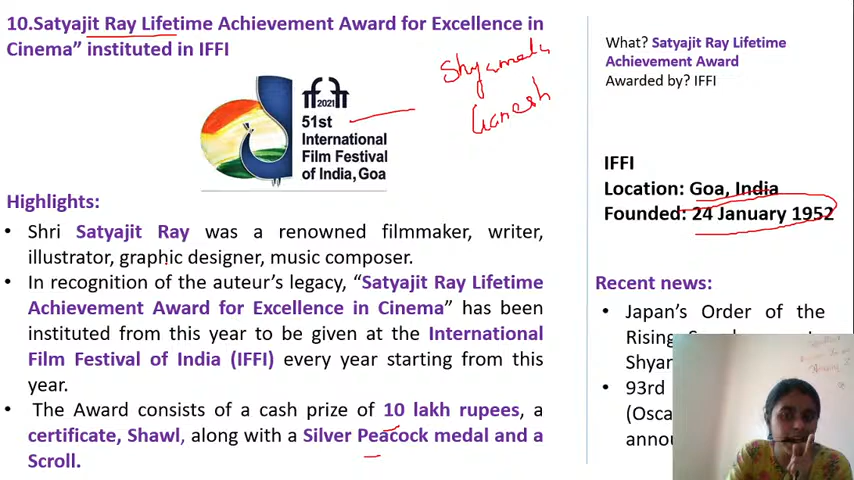 10.Satyajit Ray Lifetime Achievement Award for Excellence in
Cinema” instituted in IFFI
iffi
2021
51st
International
Film Festival
of India, Goa
Shyamala
Ganesh
Highlights:
• Shri Satyajit Ray was a renowned filmmaker, writer,
illustrator, graphic designer, music composer.
• In recognition of the auteur’s legacy, “Satyajit Ray Lifetime
Achievement Award for Excellence in Cinema” has been
instituted from this year to be given at the International
Film Festival of India (IFFI) every year starting from this
year.
• The Award consists of a cash prize of 10 lakh rupees, a
certificate, Shawl, along with a Silver Peacock medal and a
Scroll.
What? Satyajit Ray Lifetime
Achievement Award
Awarded by? IFFI
IFFI
Location: Goa, India
Founded: 24 January 1952
Recent news:
• Japan’s Order of the
Rising
Shya
• 93rd
(Osca
annou